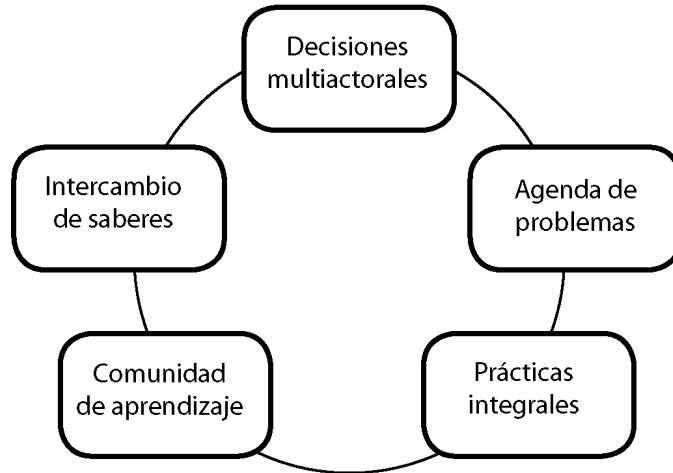 Decisiones
multiactorales
Intercambio
de saberes
Agenda de
problemas
Comunidad
de aprendizaje
Prácticas
integrales